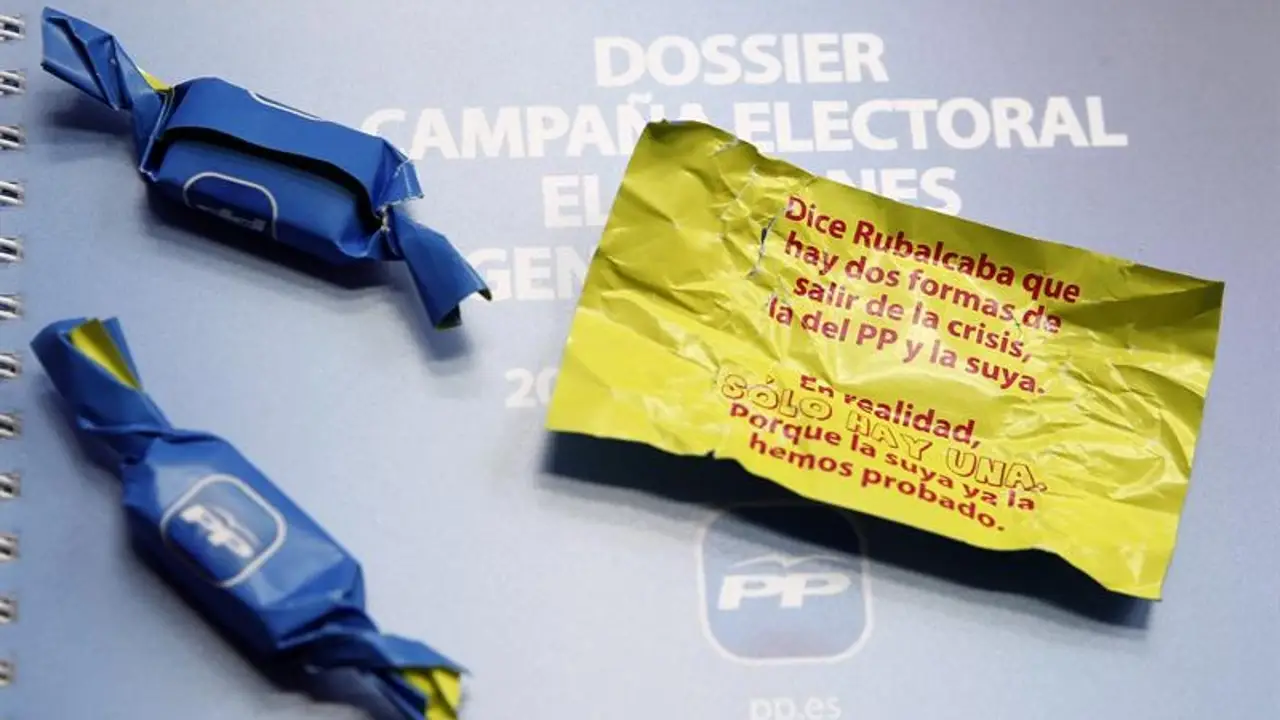 DOSSIER
CAMPAÑA ELECTORAL
Dice Rubalcaba que
hay dos formas de
salir de la crisis,
la del PP y la suya.
En realidad,
SÓLO HAY UNA.
Porque la suya ya la
hemos probado.
PP
pp.es
PP